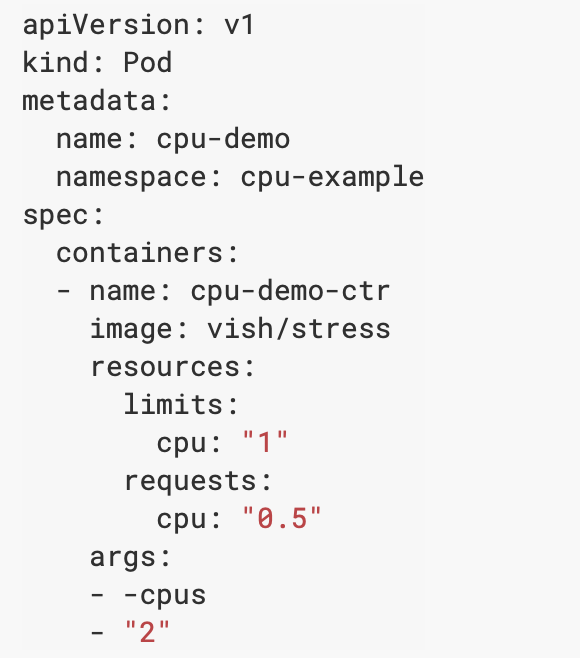 apiVersion: v1
kind: Pod
metadata:
  name: cpu-demo
  namespace: cpu-example
spec:
  containers:
  - name: cpu-demo-ctr
    image: vish/stress
    resources:
      limits:
        cpu: "1"
      requests:
        cpu: "0.5"
    args:
    - -cpus
    - "2"